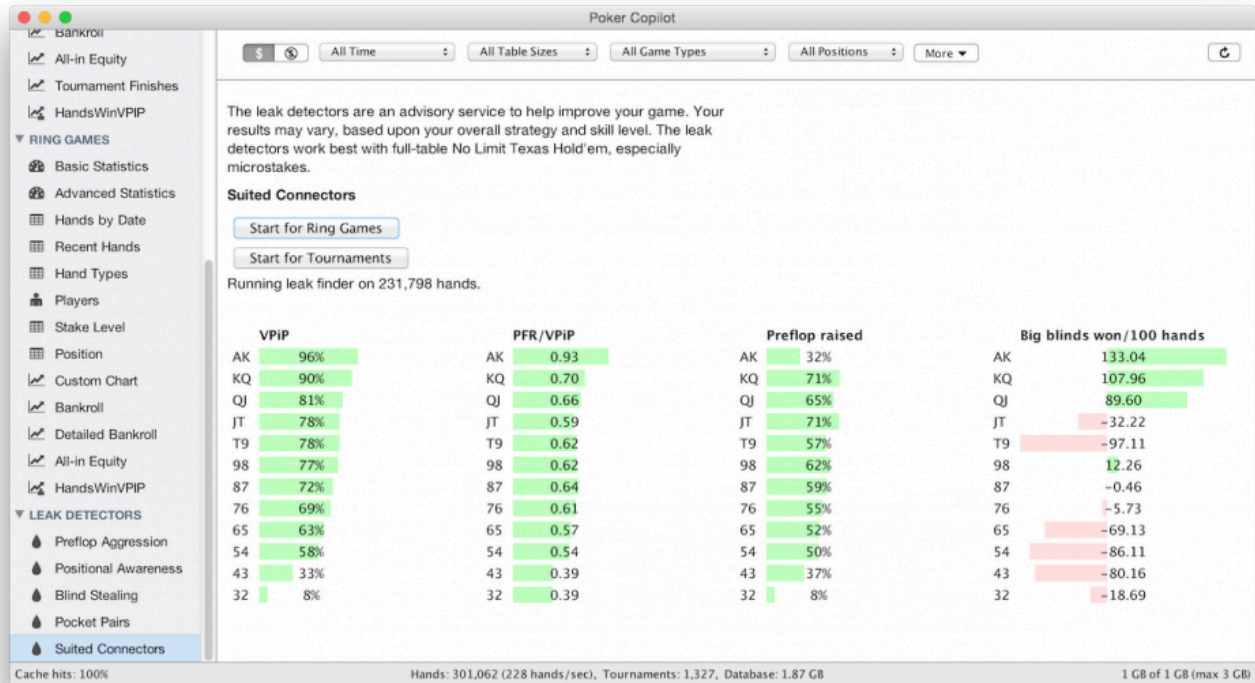 Poker Copilot
Bankroll
All-in Equity
Tournament Finishes
HandsWinVPIP
RING GAMES
Basic Statistics
Advanced Statistics
Hands by Date
Recent Hands
Hand Types
Players
Stake Level
Position
Custom Chart
Bankroll
Detailed Bankroll
All-in Equity
HandsWinVPIP
LEAK DETECTORS
Preflop Aggression
Positional Awareness
Blind Stealing
Pocket Pairs
Suited Connectors
$ All Time All Table Sizes All Game Types All Positions More
The leak detectors are an advisory service to help improve your game. Your
results may vary, based upon your overall strategy and skill level. The leak
detectors work best with full-table No Limit Texas Hold'em, especially
microstakes.
Suited Connectors
Start for Ring Games
Start for Tournaments
Running leak finder on 231,798 hands.
VPiP PFR/VPiP Preflop raised Big blinds won/100 hands
AK 96% AK 0.93 AK 32% AK 133.04
KQ 90% KQ 0.70 KQ 71% KQ 107.96
QJ 81% QJ 0.66 QJ 65% QJ 89.60
JT 78% JT 0.59 JT 71% JT -32.22
T9 78% T9 0.62 T9 57% T9 -97.11
98 77% 98 0.62 98 62% 98 12.26
87 72% 87 0.64 87 59% 87 -0.46
76 69% 76 0.61 76 55% 76 -5.73
65 63% 65 0.57 65 52% 65 -69.13
54 58% 54 0.54 54 50% 54 -86.11
43 33% 43 0.39 43 37% 43 -80.16
32 8% 32 0.39 32 8% 32 -18.69
Cache hits: 100% Hands: 301,062 (228 hands/sec), Tournaments: 1,327, Database: 1.87 GB 1 GB of 1 GB (max 3 GB)